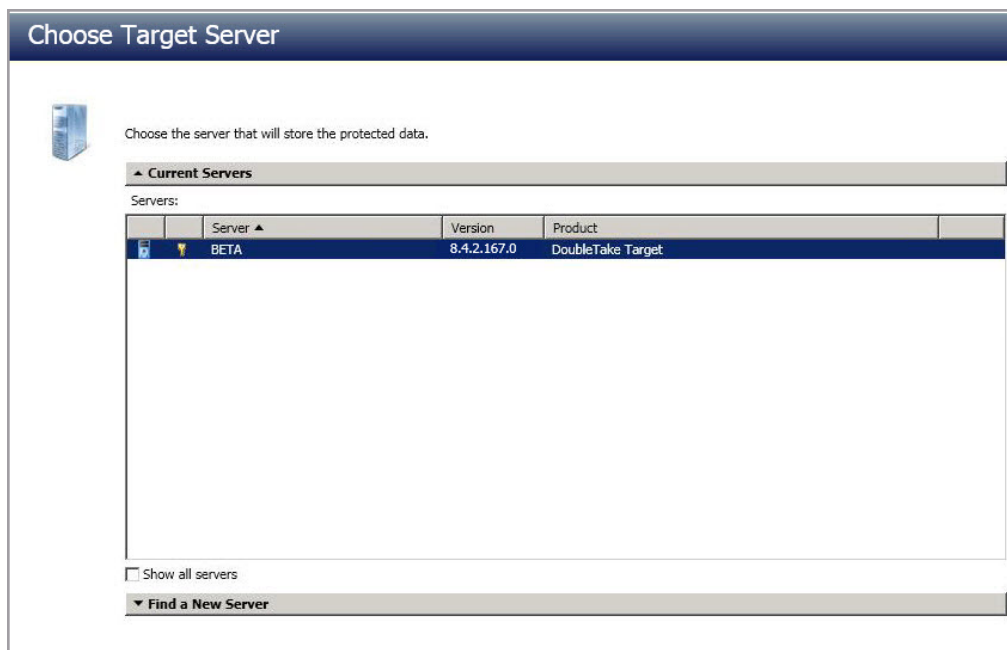 Choose Target Server
Choose the server that will store the protected data.
▲ Current Servers
Servers:
Server ▲ Version Product
BETA 8.4.2.167.0 DoubleTake Target
Show all servers
▼ Find a New Server